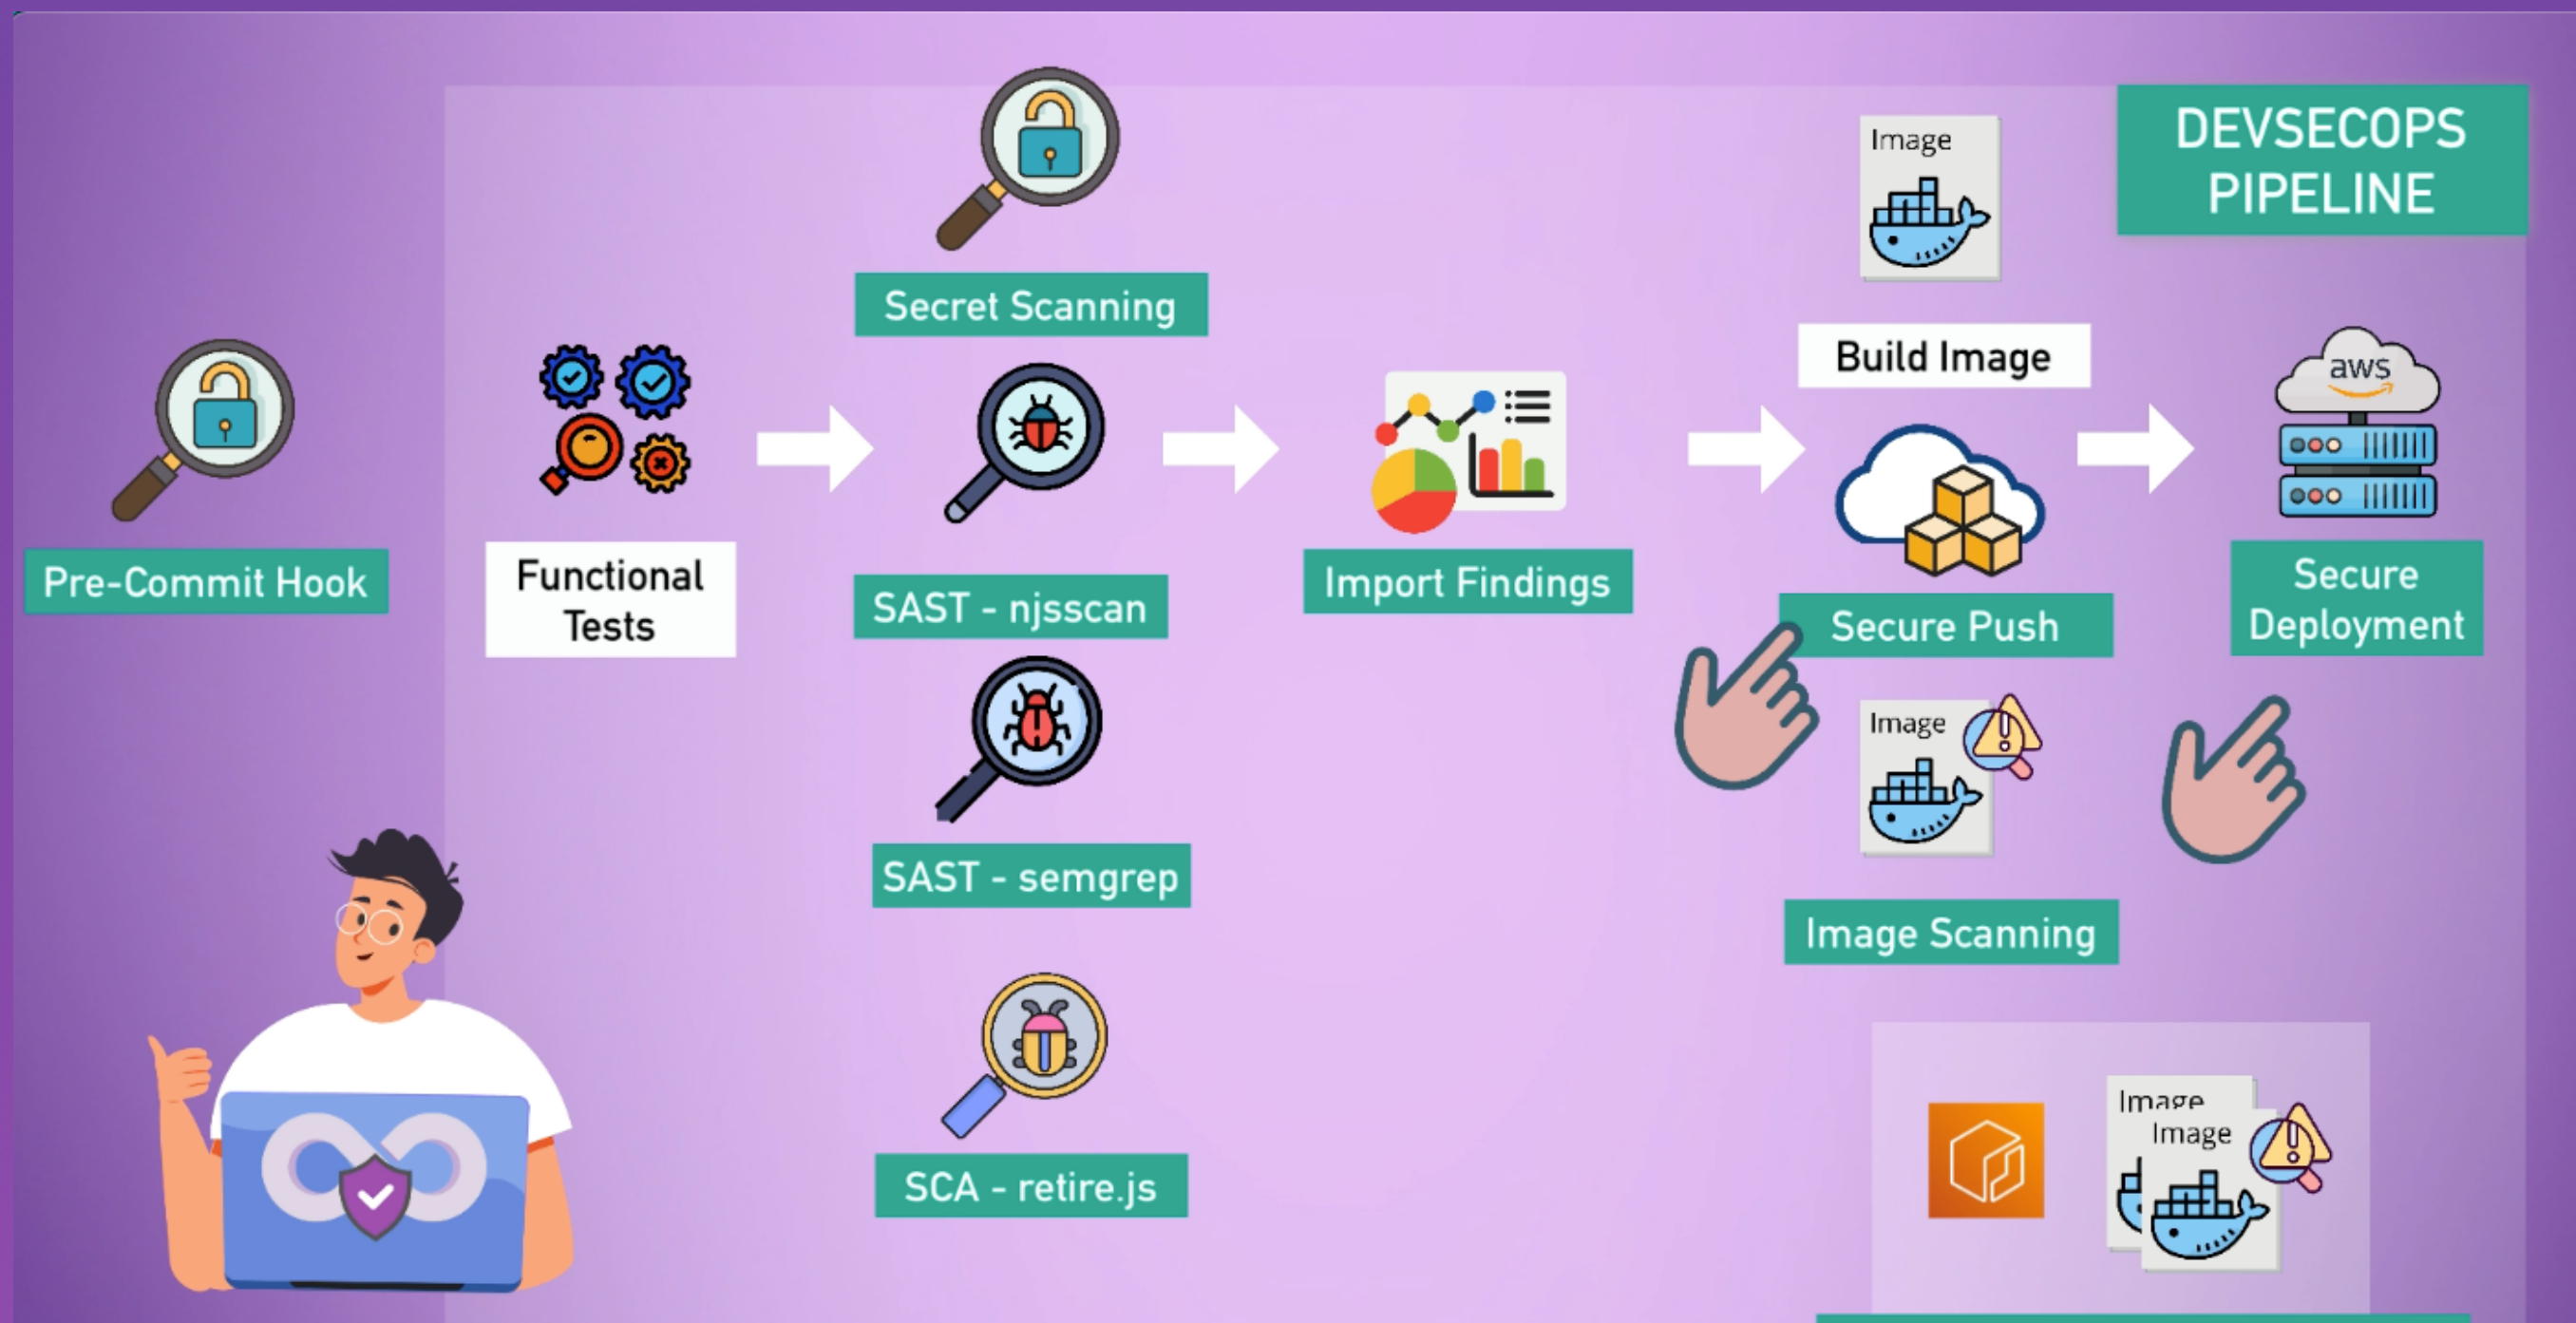 DEVSECOPS
PIPELINE
Pre-Commit Hook
Functional
Tests
Secret Scanning
SAST - njsscan
SAST - semgrep
SCA - retire.js
Import Findings
Image
Build Image
Secure Push
Image
Image Scanning
aws
Secure
Deployment
Image
Image